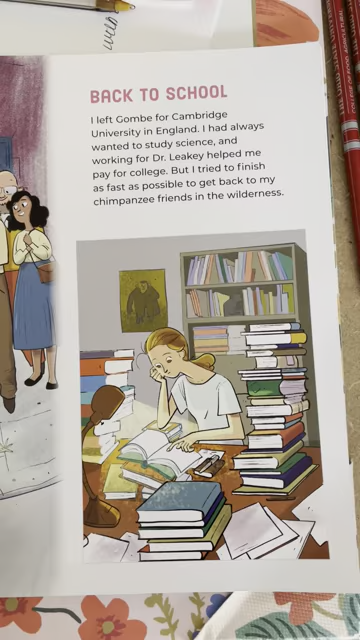 BACK TO SCHOOL
I left Gombe for Cambridge
University in England. I had always
wanted to study science, and
working for Dr. Leakey helped me
pay for college. But I tried to finish
as fast as possible to get back to my
chimpanzee friends in the wilderness.